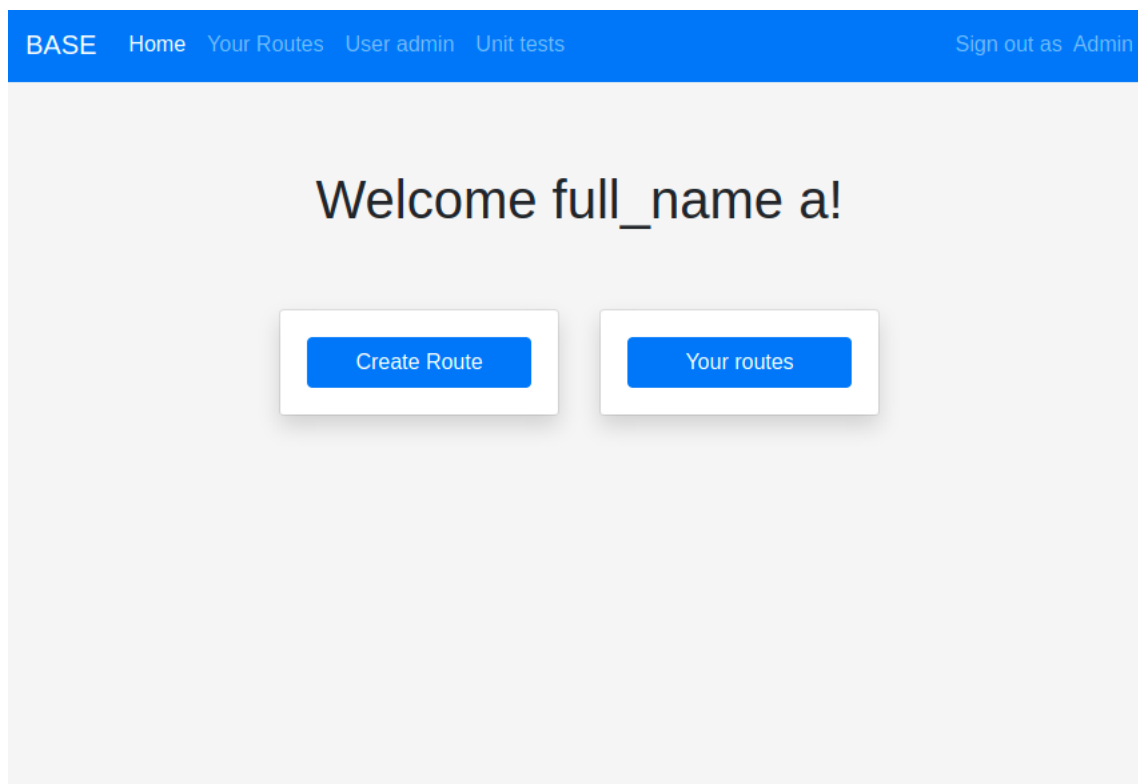 BASE Home Your Routes User admin Unit tests Sign out as Admin
Welcome full_name a!
Create Route Your routes